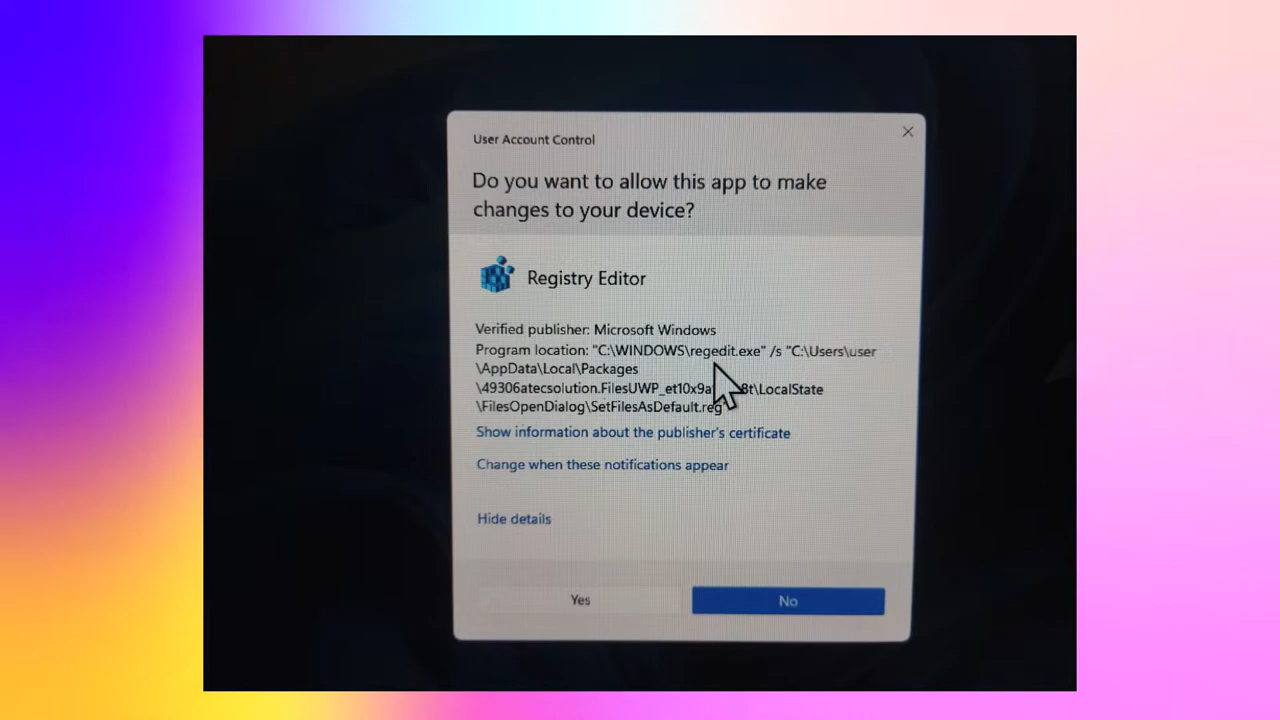 User Account Control
Do you want to allow this app to make
changes to your device?
Registry Editor
Verified publisher: Microsoft Windows
Program location: "C:\WINDOWS\regedit.exe" /s "C:\Users\user
\AppData\Local\Packages
\49306atecsolution.FilesUWP_et10x9a 8t\LocalState
\FilesOpenDialog\SetFilesAsDefault.reg"
Show information about the publisher's certificate
Change when these notifications appear
Hide details
Yes
No